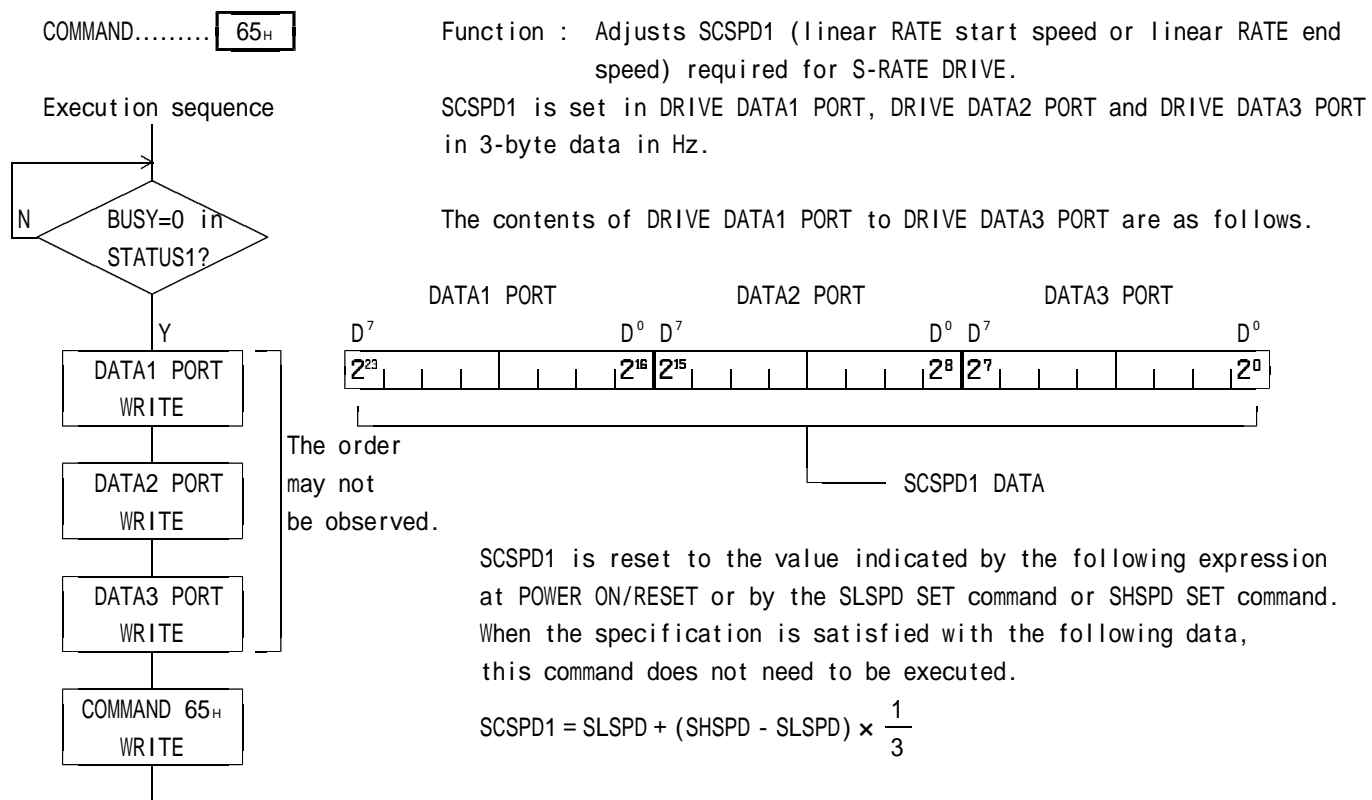 COMMAND......... 65H Function : Adjusts SCSPD1 (linear RATE start speed or linear RATE end
speed) required for S-RATE DRIVE.
Execution sequence SCSPD1 is set in DRIVE DATA1 PORT, DRIVE DATA2 PORT and DRIVE DATA3 PORT
in 3-byte data in Hz.
N BUSY=0 in The contents of DRIVE DATA1 PORT to DRIVE DATA3 PORT are as follows.
STATUS1?
DATA1 PORT DATA2 PORT DATA3 PORT
Y D⁷ D⁰ D⁷ D⁰ D⁷ D⁰
DATA1 PORT 2²³ 2¹⁶ 2¹⁵ 2⁸ 2⁷ 2⁰
WRITE
The order
DATA2 PORT may not SCSPD1 DATA
WRITE be observed.
SCSPD1 is reset to the value indicated by the following expression
DATA3 PORT at POWER ON/RESET or by the SLSPD SET command or SHSPD SET command.
WRITE When the specification is satisfied with the following data,
this command does not need to be executed.
COMMAND 65H
WRITE
SCSPD1 = SLSPD + (SHSPD - SLSPD) × 1
3